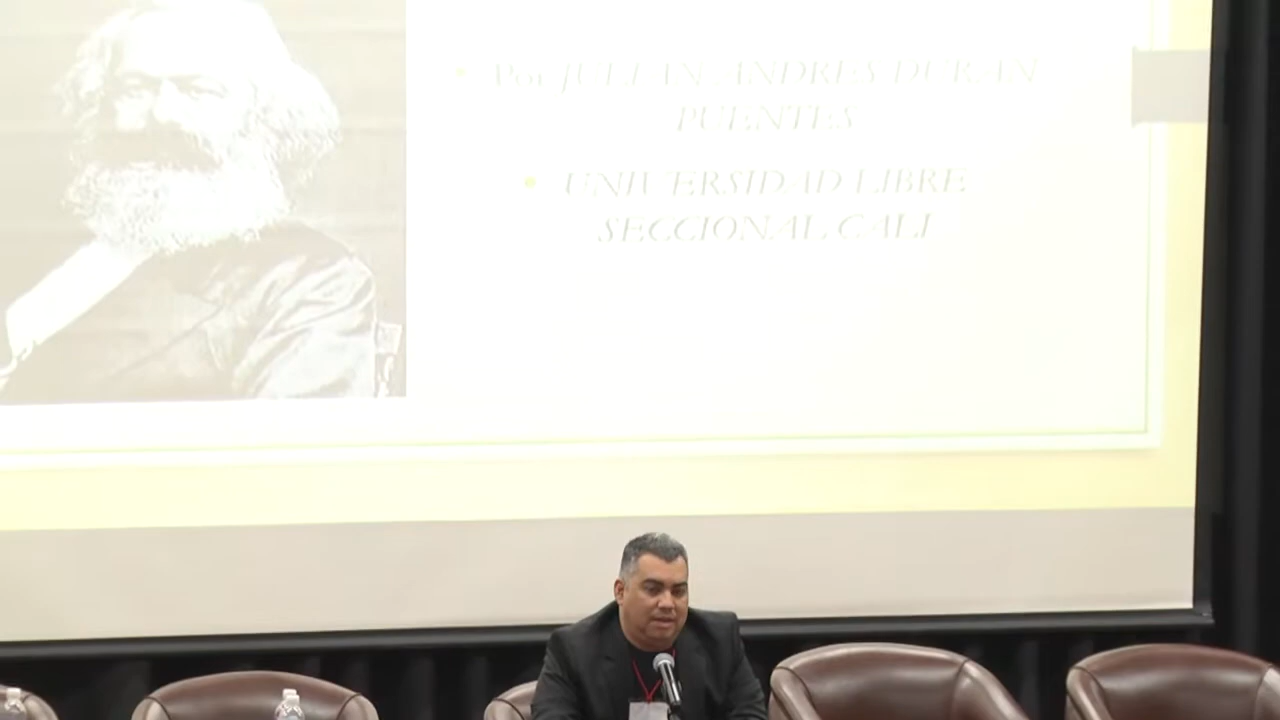 Por JULIAN ANDRES DURAN
PUENTES
UNIVERSIDAD LIBRE
SECCIONAL CALI